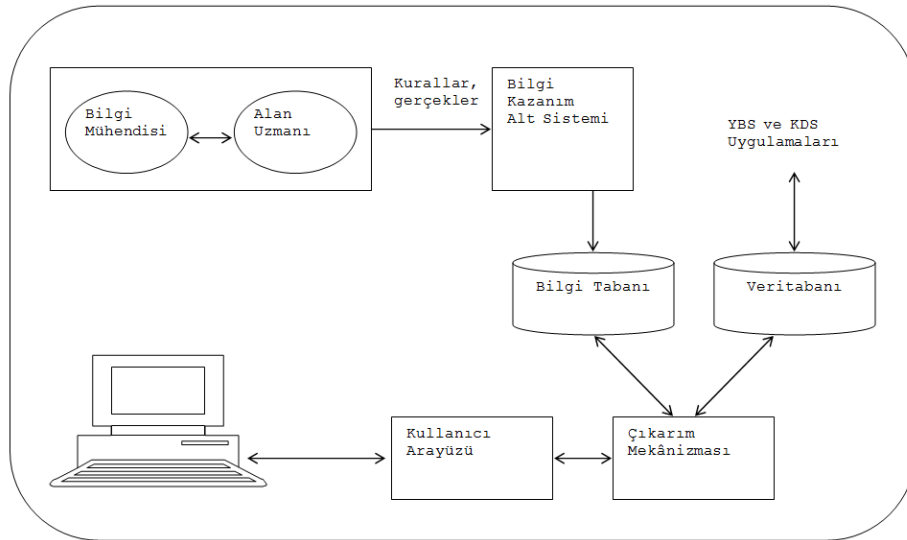 Bilgi
Mühendisi
Alan
Uzmanı
Kurallar,
gerçekler
Bilgi
Kazanım
Alt Sistemi
YBS ve KDS
Uygulamaları
Bilgi Tabanı
Veritabanı
Kullanıcı
Arayüzü
Çıkarım
Mekânizması